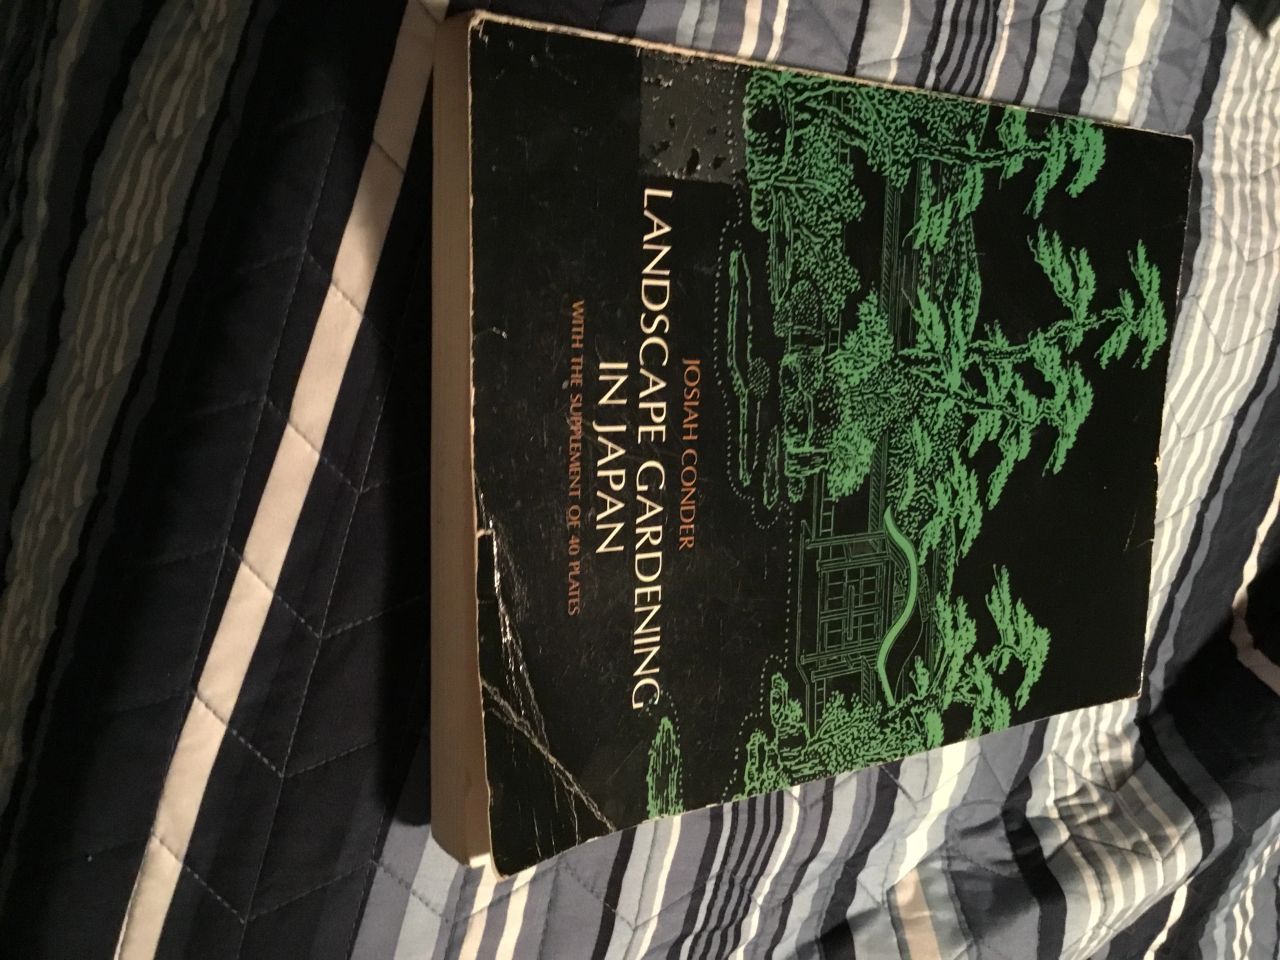 JOSIAH CONDER
LANDSCAPE GARDENING
IN JAPAN
WITH THE SUPPLEMENT OF 40 PLATES